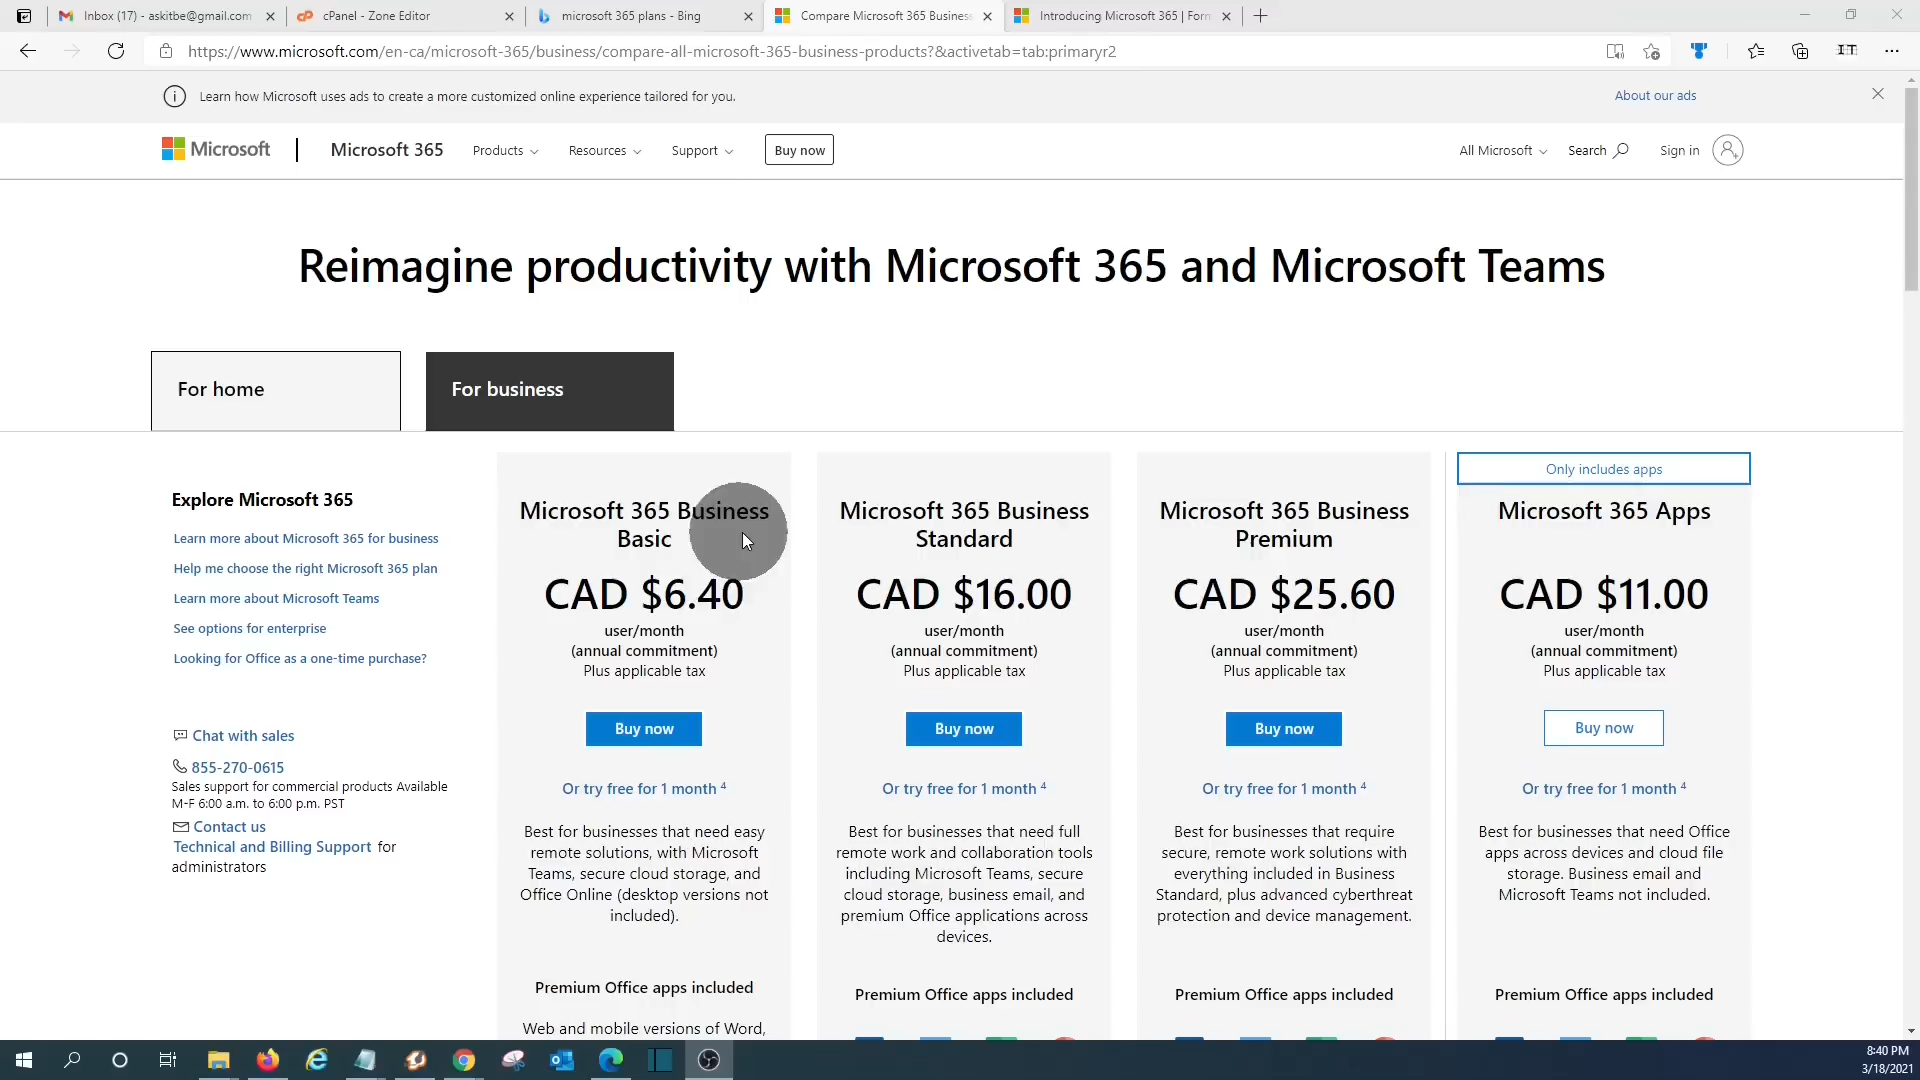 Inbox (17) - askitbe@gmail.com
cPanel - Zone Editor
microsoft 365 plans - Bing
Compare Microsoft 365 Business
Introducing Microsoft 365 | Form
https://www.microsoft.com/en-ca/microsoft-365/business/compare-all-microsoft-365-business-products?&activetab=tab:primaryr2
Learn how Microsoft uses ads to create a more customized online experience tailored for you.
About our ads
Microsoft
Microsoft 365
Products
Resources
Support
Buy now
All Microsoft
Search
Sign in
Reimagine productivity with Microsoft 365 and Microsoft Teams
For home
For business
Explore Microsoft 365
Learn more about Microsoft 365 for business
Help me choose the right Microsoft 365 plan
Learn more about Microsoft Teams
See options for enterprise
Looking for Office as a one-time purchase?
Chat with sales
855-270-0615
Sales support for commercial products Available
M-F 6:00 a.m. to 6:00 p.m. PST
Contact us
Technical and Billing Support for
administrators
Microsoft 365 Business
Basic
CAD $6.40
user/month
(annual commitment)
Plus applicable tax
Buy now
Or try free for 1 month 4
Best for businesses that need easy
remote solutions, with Microsoft
Teams, secure cloud storage, and
Office Online (desktop versions not
included).
Premium Office apps included
Web and mobile versions of Word,
Microsoft 365 Business
Standard
CAD $16.00
user/month
(annual commitment)
Plus applicable tax
Buy now
Or try free for 1 month 4
Best for businesses that need full
remote work and collaboration tools
including Microsoft Teams, secure
cloud storage, business email, and
premium Office applications across
devices.
Premium Office apps included
Microsoft 365 Business
Premium
CAD $25.60
user/month
(annual commitment)
Plus applicable tax
Buy now
Or try free for 1 month 4
Best for businesses that require
secure, remote work solutions with
everything included in Business
Standard, plus advanced cyberthreat
protection and device management.
Premium Office apps included
Only includes apps
Microsoft 365 Apps
CAD $11.00
user/month
(annual commitment)
Plus applicable tax
Buy now
Or try free for 1 month 4
Best for businesses that need Office
apps across devices and cloud file
storage. Business email and
Microsoft Teams not included.
Premium Office apps included
8:40 PM
3/18/2021